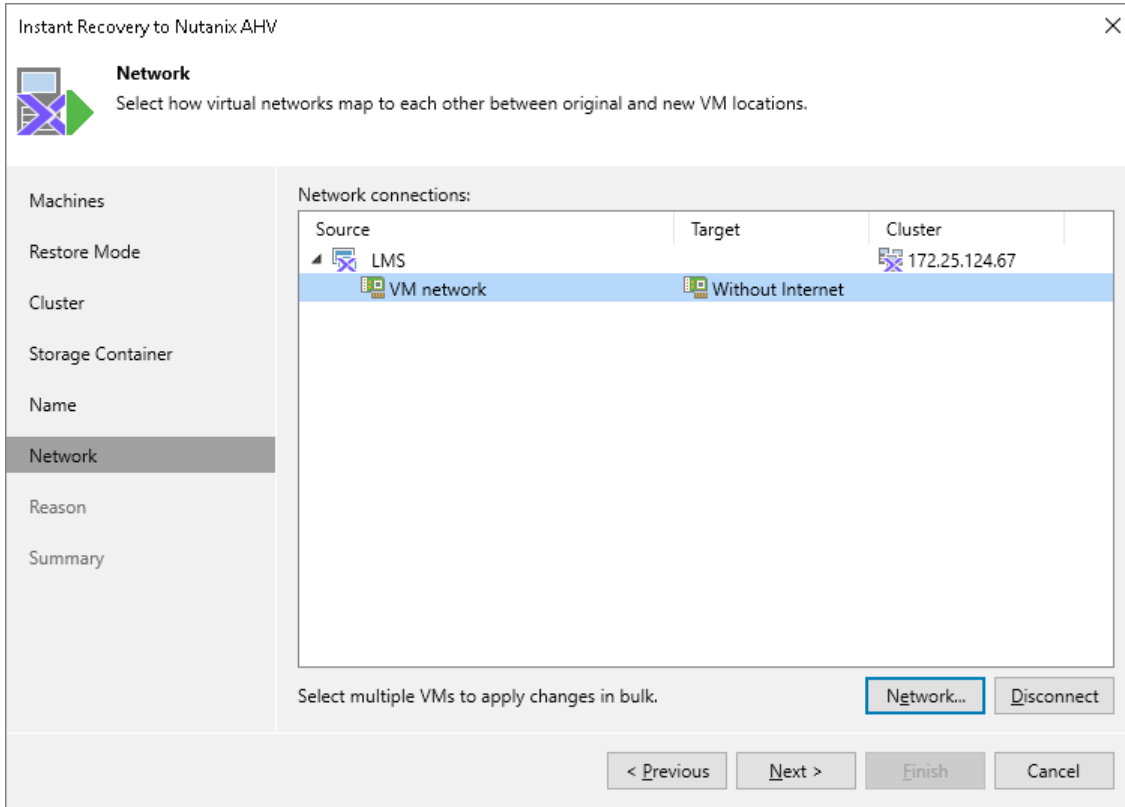 Instant Recovery to Nutanix AHV
Network
Select how virtual networks map to each other between original and new VM locations.
Machines
Restore Mode
Cluster
Storage Container
Name
Network
Reason
Summary
Network connections:
Source Target Cluster
LMS 172.25.124.67
VM network Without Internet
Select multiple VMs to apply changes in bulk.
Network... Disconnect
< Previous Next > Finish Cancel